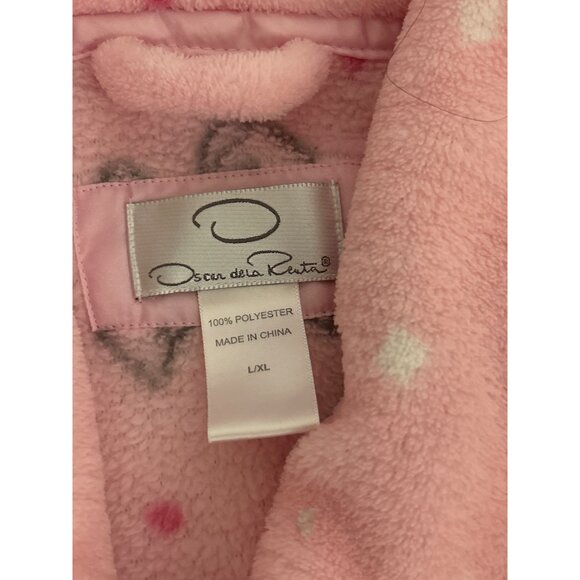 Oscar de la Renta®
100% POLYESTER
MADE IN CHINA
L/XL